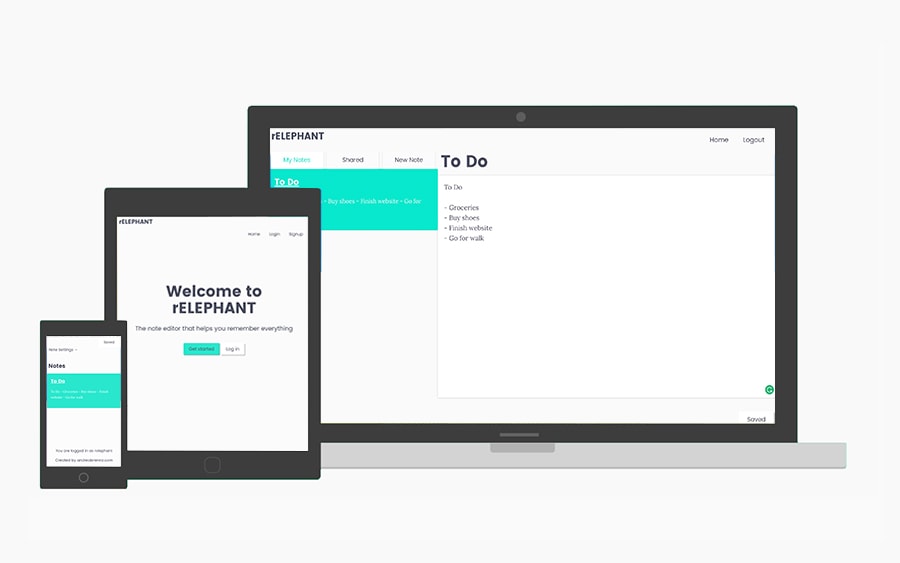 rELEPHANT
Home Logout
My Notes Shared New Note
To Do
- Buy shoes - Finish website - Go for
To Do
To Do
- Groceries
- Buy shoes
- Finish website
- Go for walk
Saved
rELEPHANT
Home Login Signup
Welcome to
rELEPHANT
The note editor that helps you remember everything
Get started Log in
Saved
Note Settings
Notes
To Do
To Do - Groceries - Buy shoes - Finish
website - Go for walk
You are logged in as relephant